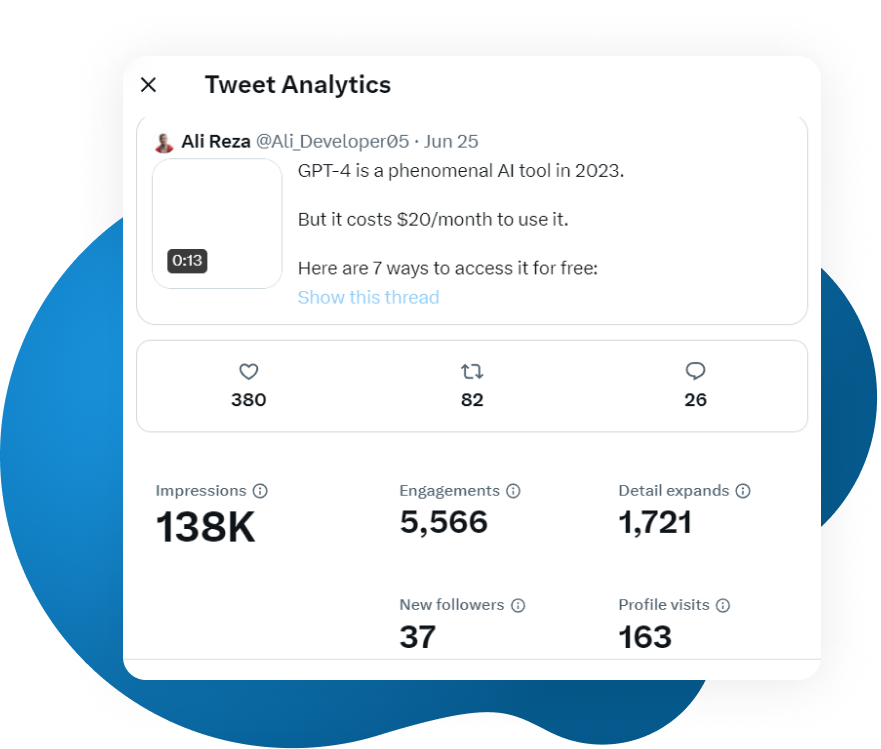 Tweet Analytics
Ali Reza @Ali_Developer05 · Jun 25
GPT-4 is a phenomenal AI tool in 2023.
But it costs $20/month to use it.
0:13
Here are 7 ways to access it for free:
Show this thread
380 82 26
Impressions Engagements Detail expands
138K 5,566 1,721
New followers Profile visits
37 163